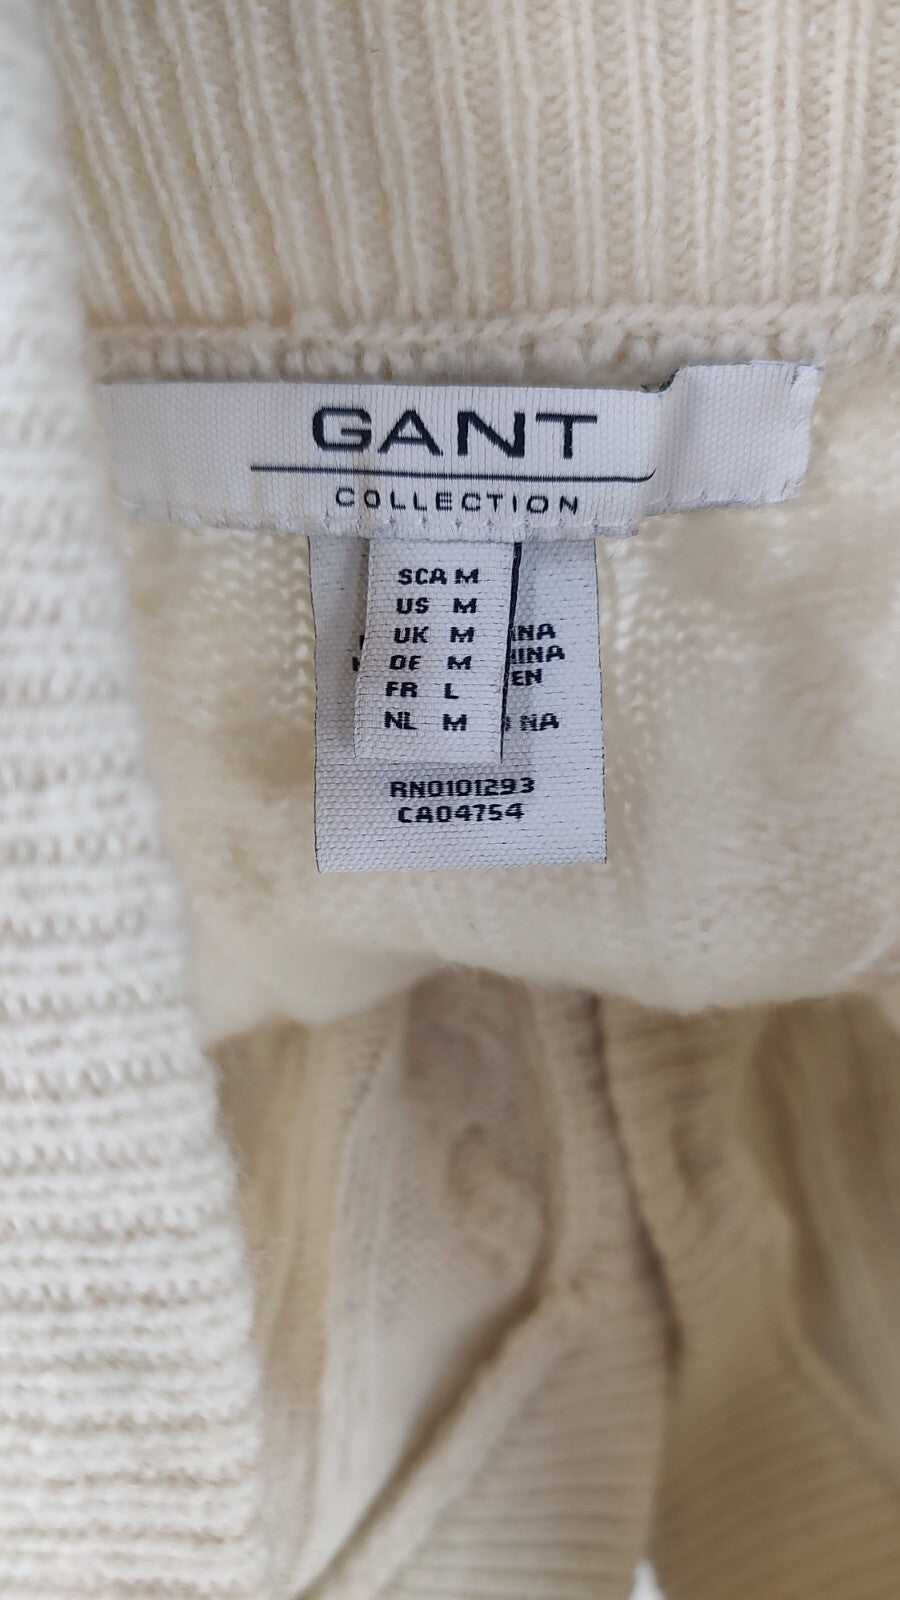 GANT
COLLECTION
SCA M
US M
UK M
DE M
FR L
NL M
RN0101293
CA04754